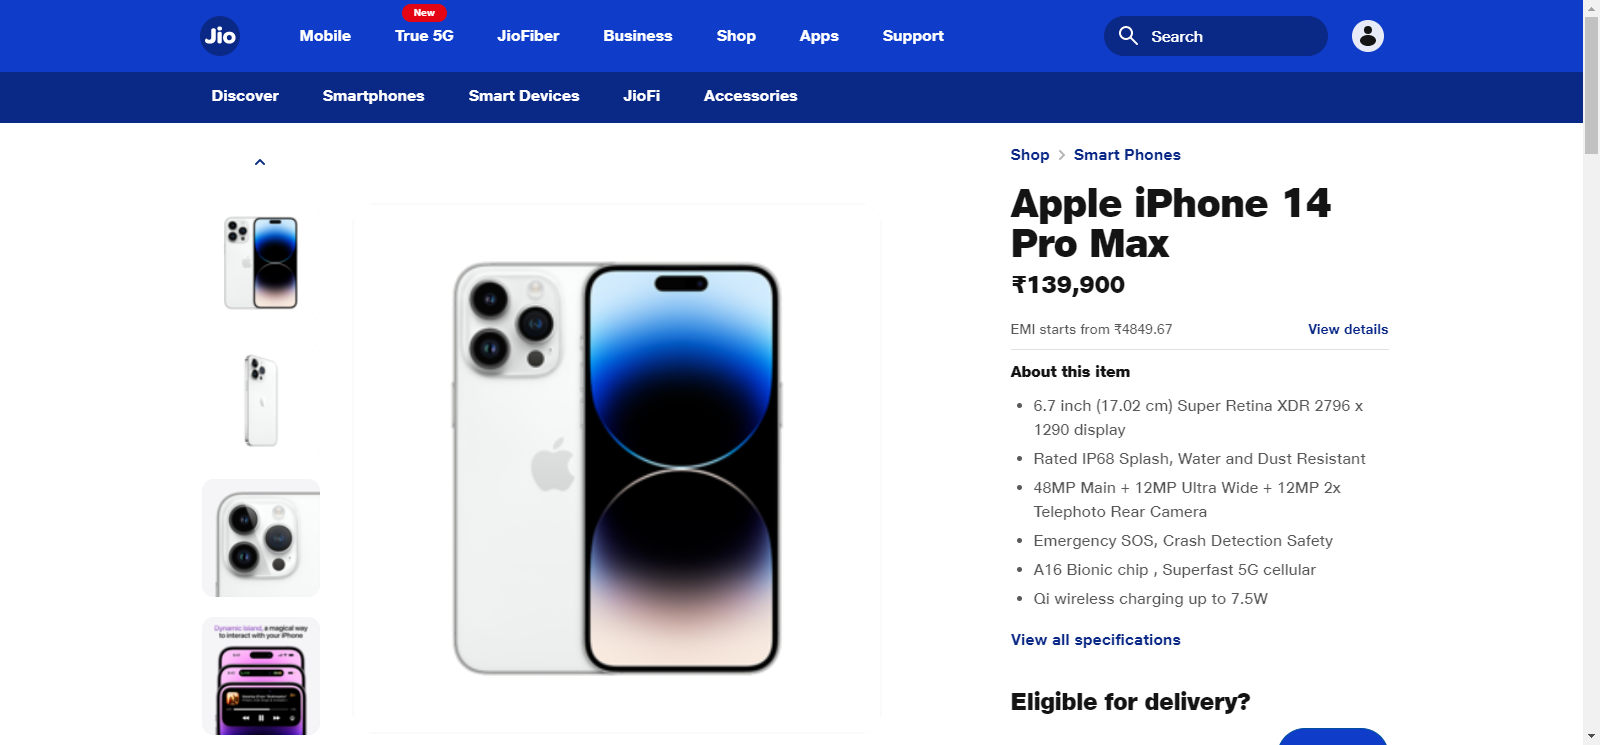 Jio
Mobile
New
True 5G
JioFiber
Business
Shop
Apps
Support
Search
Discover
Smartphones
Smart Devices
JioFi
Accessories
Shop > Smart Phones
Apple iPhone 14
Pro Max
₹139,900
EMI starts from ₹4849.67
View details
About this item
• 6.7 inch (17.02 cm) Super Retina XDR 2796 x
1290 display
• Rated IP68 Splash, Water and Dust Resistant
• 48MP Main + 12MP Ultra Wide + 12MP 2x
Telephoto Rear Camera
• Emergency SOS, Crash Detection Safety
• A16 Bionic chip , Superfast 5G cellular
• Qi wireless charging up to 7.5W
View all specifications
Eligible for delivery?
Dynamic Island, a magical way
to interact with your iPhone